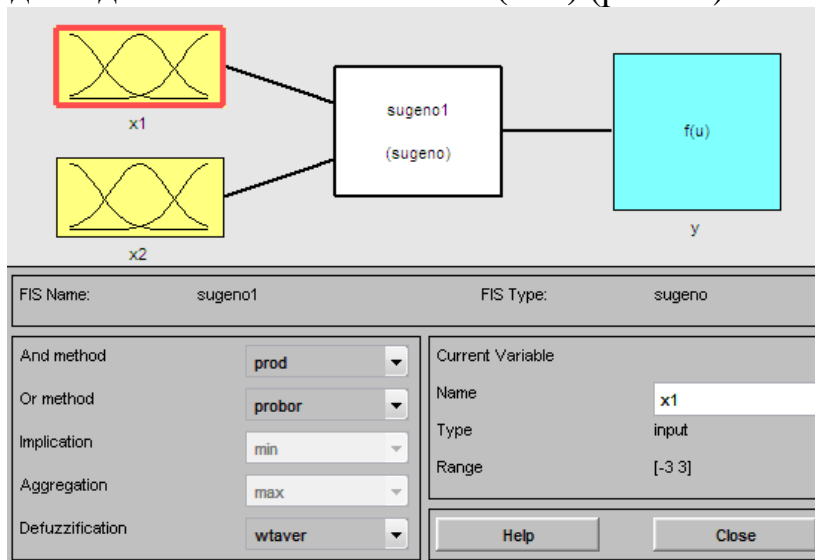 x1
x2
sugeno1
(sugeno)
f(u)
y
FIS Name: sugeno1 FIS Type: sugeno
And method prod
Or method probor
Implication min
Aggregation max
Defuzzification wtaver
Current Variable
Name x1
Type input
Range [-3 3]
Help Close